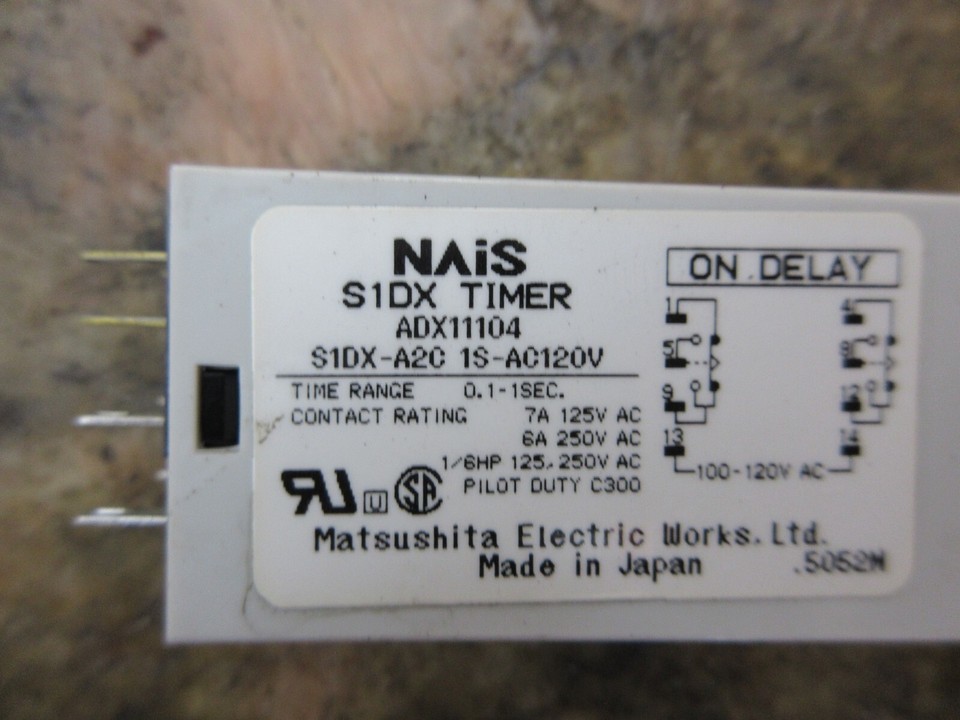 NAiS
S1DX TIMER
ADX11104
S1DX-A2C 1S-AC120V
TIME RANGE 0.1-1SEC.
CONTACT RATING 7A 125V AC
6A 250V AC
1/6HP 125, 250V AC
PILOT DUTY C300
RU U SA
Matsushita Electric Works. Ltd.
Made in Japan .5052M
ON DELAY
1 4
5 8
9 12
13 14
100-120V AC